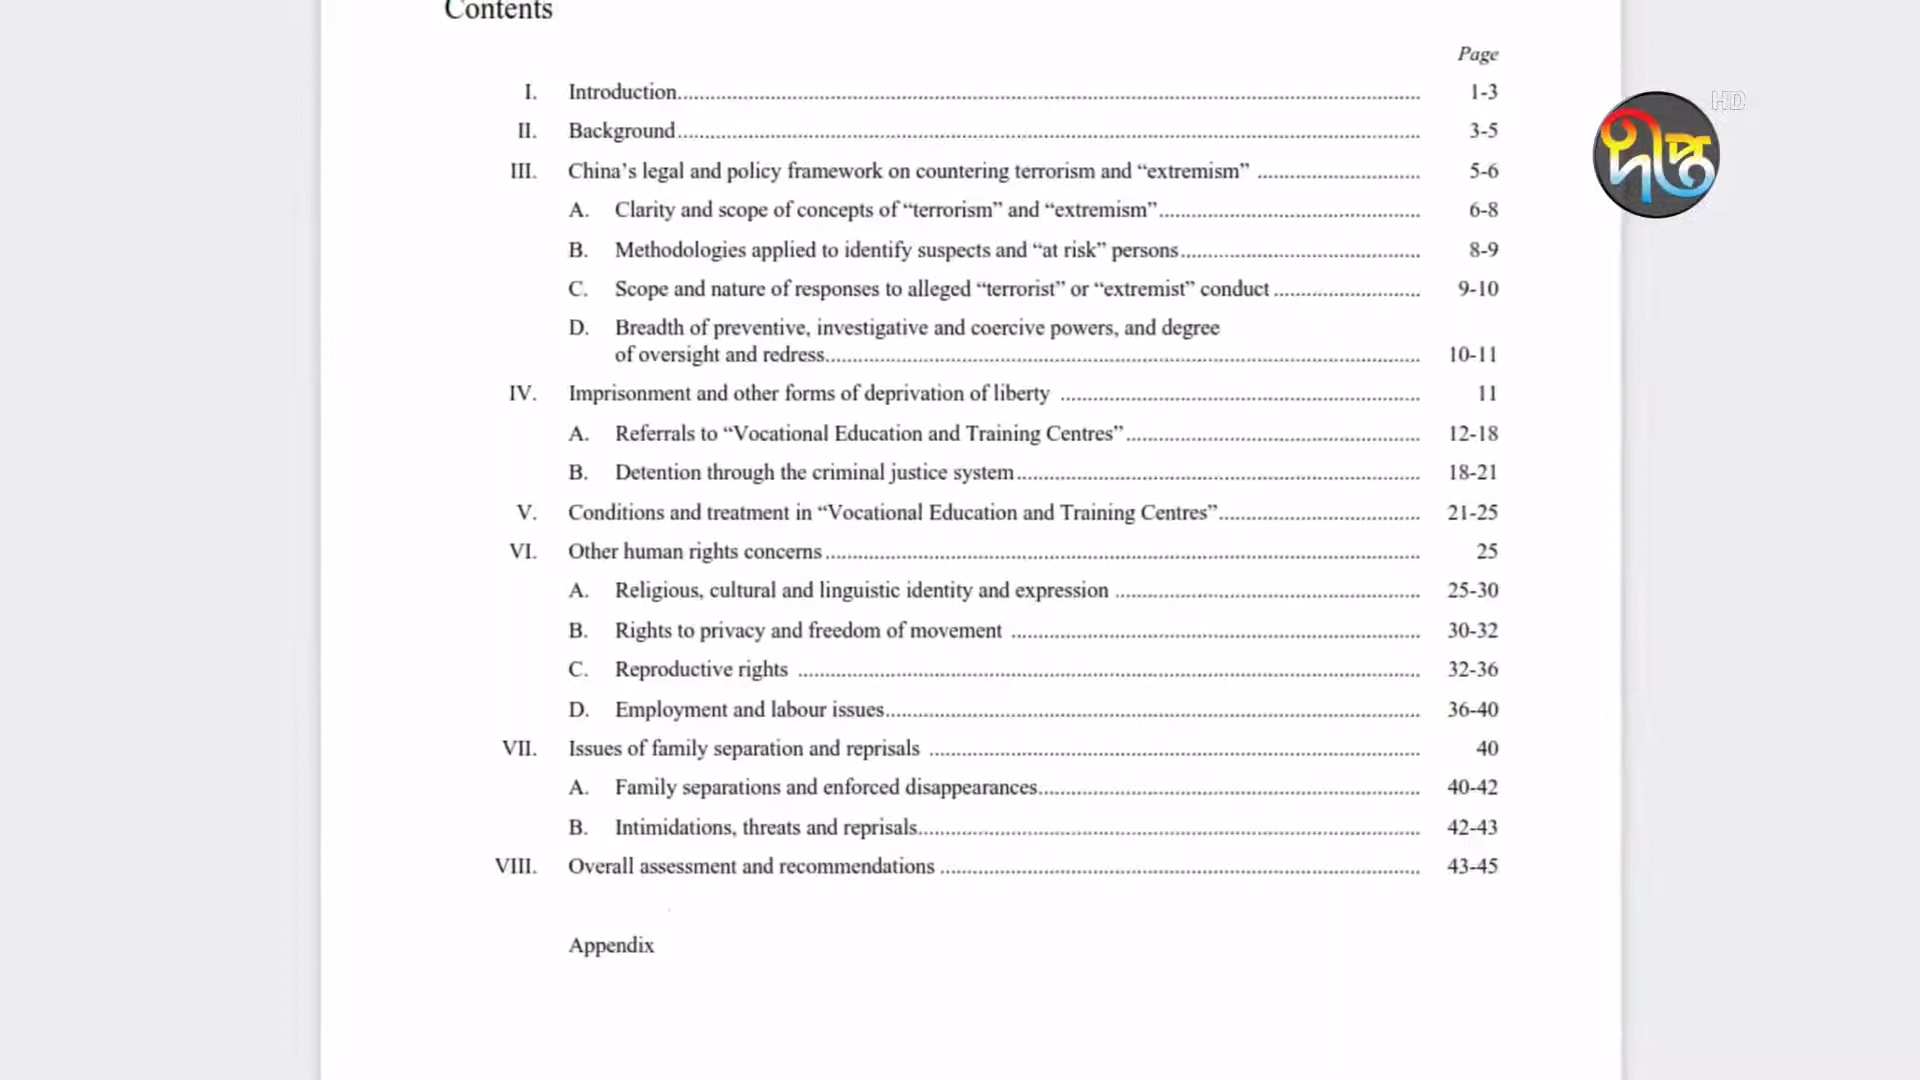 Contents
Page
I. Introduction 1-3
II. Background 3-5
III. China’s legal and policy framework on countering terrorism and “extremism” 5-6
A. Clarity and scope of concepts of “terrorism” and “extremism” 6-8
B. Methodologies applied to identify suspects and “at risk” persons 8-9
C. Scope and nature of responses to alleged “terrorist” or “extremist” conduct 9-10
D. Breadth of preventive, investigative and coercive powers, and degree
of oversight and redress 10-11
IV. Imprisonment and other forms of deprivation of liberty 11
A. Referrals to “Vocational Education and Training Centres” 12-18
B. Detention through the criminal justice system 18-21
V. Conditions and treatment in “Vocational Education and Training Centres” 21-25
VI. Other human rights concerns 25
A. Religious, cultural and linguistic identity and expression 25-30
B. Rights to privacy and freedom of movement 30-32
C. Reproductive rights 32-36
D. Employment and labour issues 36-40
VII. Issues of family separation and reprisals 40
A. Family separations and enforced disappearances 40-42
B. Intimidations, threats and reprisals 42-43
VIII. Overall assessment and recommendations 43-45
Appendix
HD
দীপ্ত